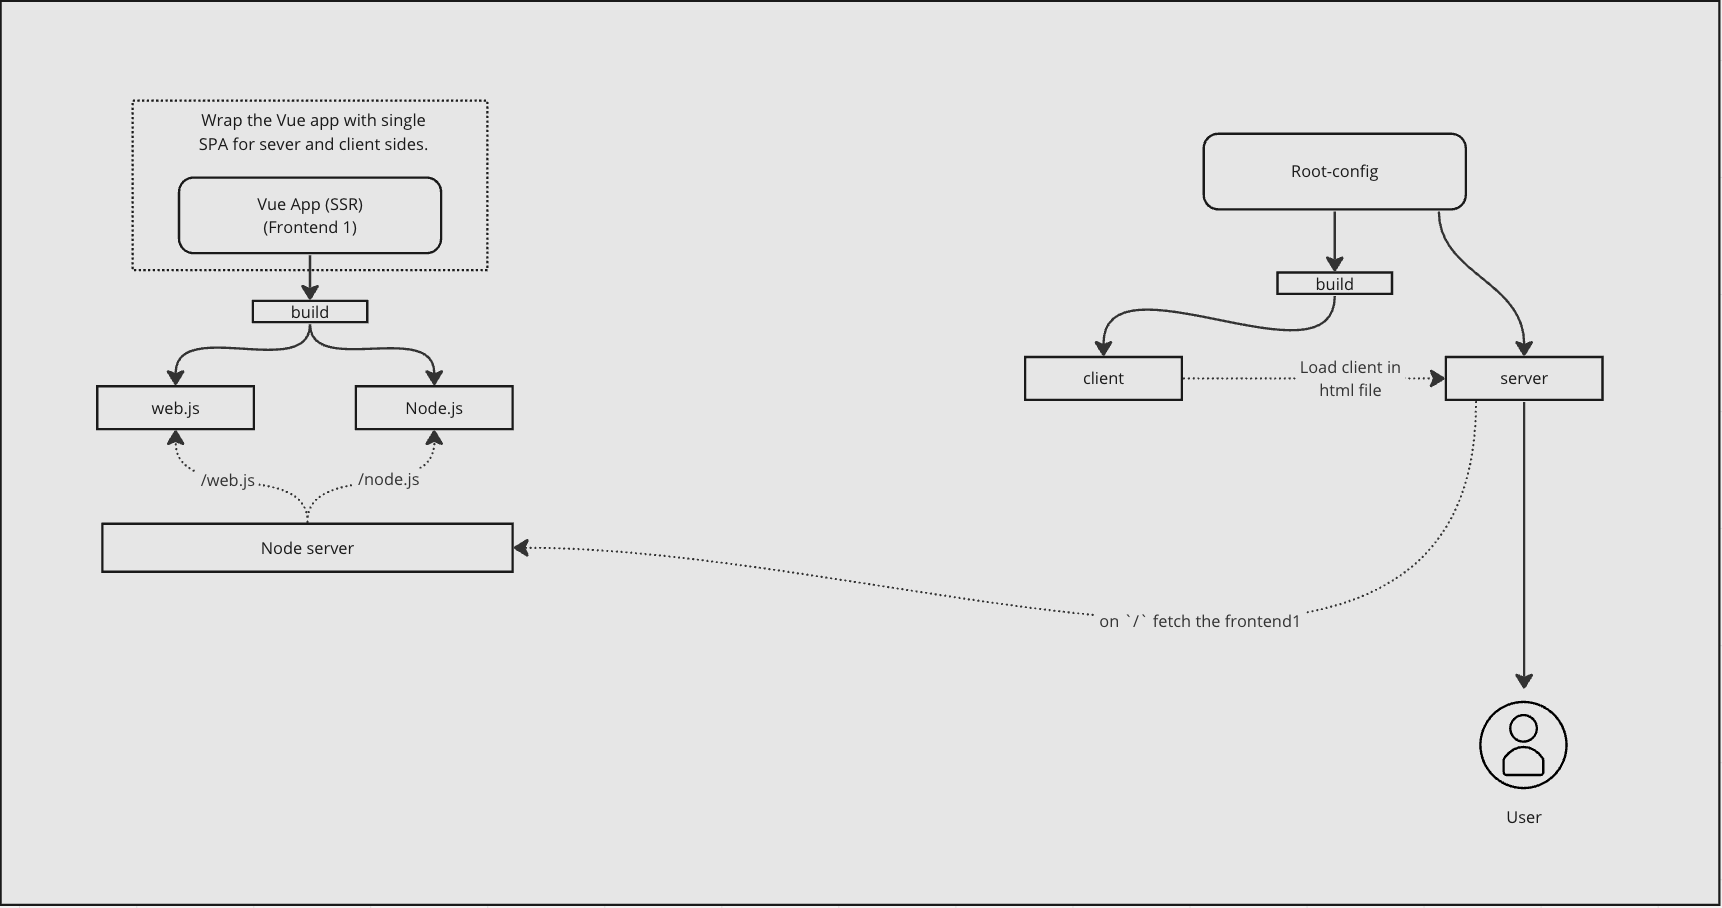 Wrap the Vue app with single
SPA for sever and client sides.
Vue App (SSR)
(Frontend 1)
build
web.js
Node.js
/web.js
/node.js
Node server
Root-config
build
client
Load client in
html file
server
on `/` fetch the frontend1
User